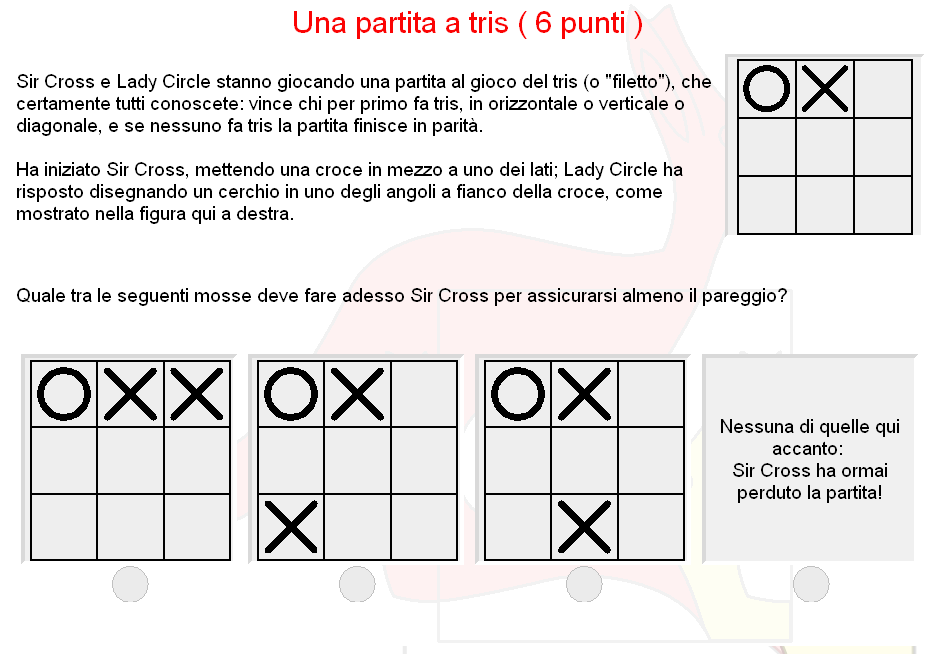 Una partita a tris ( 6 punti )
Sir Cross e Lady Circle stanno giocando una partita al gioco del tris (o "filetto"), che
certamente tutti conoscete: vince chi per primo fa tris, in orizzontale o verticale o
diagonale, e se nessuno fa tris la partita finisce in parità.
Ha iniziato Sir Cross, mettendo una croce in mezzo a uno dei lati; Lady Circle ha
risposto disegnando un cerchio in uno degli angoli a fianco della croce, come
mostrato nella figura qui a destra.
Quale tra le seguenti mosse deve fare adesso Sir Cross per assicurarsi almeno il pareggio?
Nessuna di quelle qui
accanto:
Sir Cross ha ormai
perduto la partita!